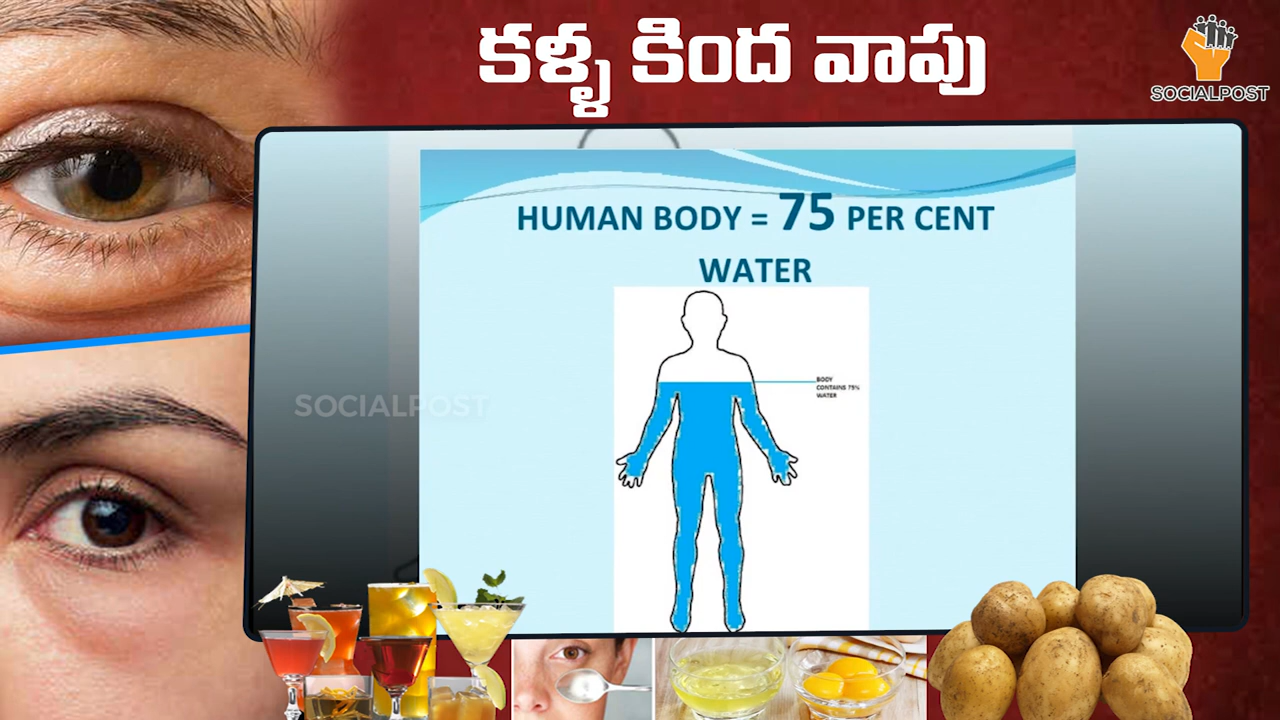 కళ్ళ కింద వాపు
SOCIALPOST
HUMAN BODY = 75 PER CENT
WATER
BODY
CONTAINS 75%
WATER
SOCIALPOST